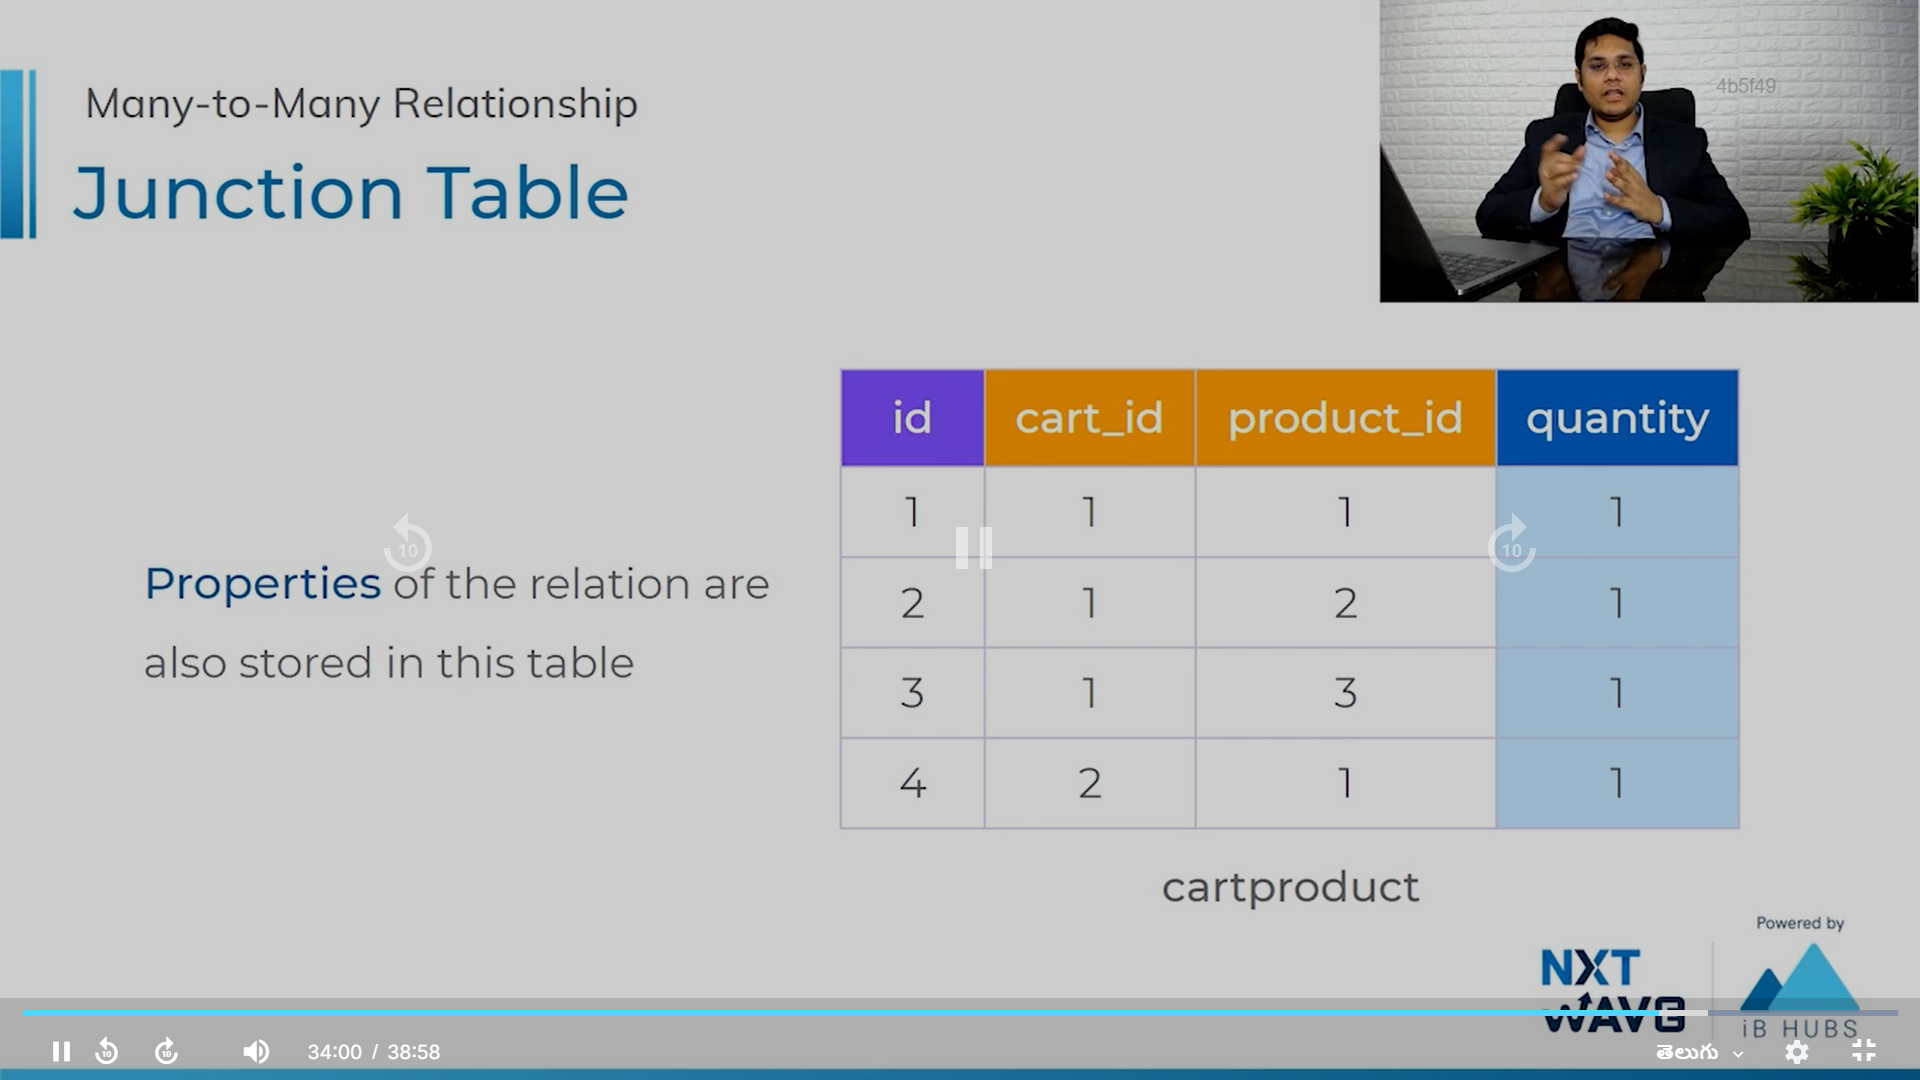 Many-to-Many Relationship
Junction Table
4b5f49
id cart_id product_id quantity
1 1 1 1
2 1 2 1
3 1 3 1
4 2 1 1
Properties of the relation are
also stored in this table
10
10
cartproduct
Powered by
NXT
WAVE
iB HUBS
10
10
34:00 / 38:58
తెలుగు